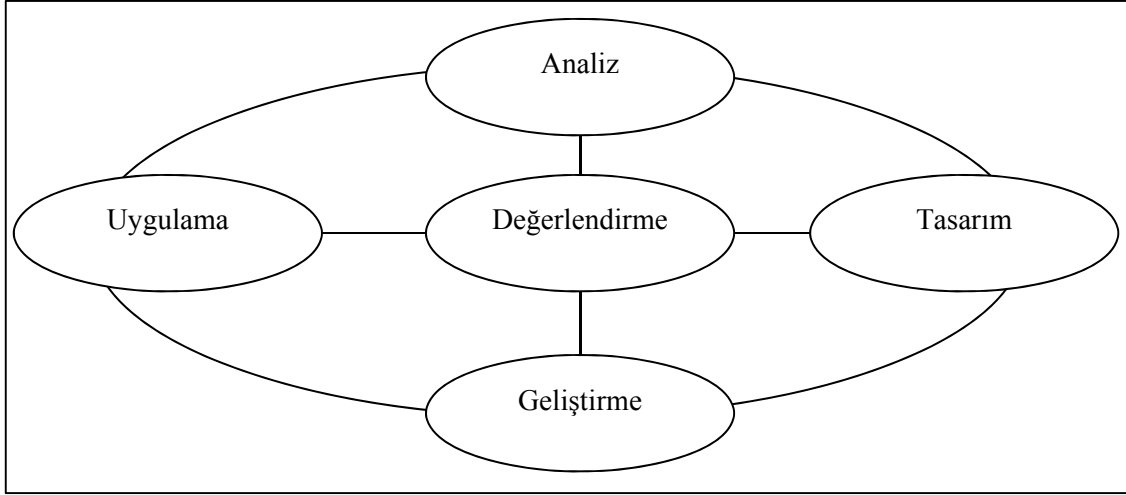 Analiz
Uygulama
Değerlendirme
Tasarım
Geliştirme